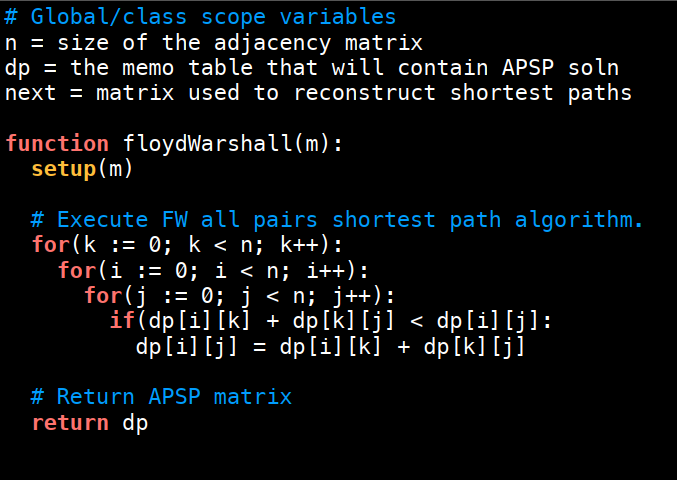 # Global/class scope variables
n = size of the adjacency matrix
dp = the memo table that will contain APSP soln
next = matrix used to reconstruct shortest paths
function floydWarshall(m):
setup(m)
# Execute FW all pairs shortest path algorithm.
for(k := 0; k < n; k++):
for(i := 0; i < n; i++):
for(j := 0; j < n; j++):
if(dp[i][k] + dp[k][j] < dp[i][j]:
dp[i][j] = dp[i][k] + dp[k][j]
# Return APSP matrix
return dp